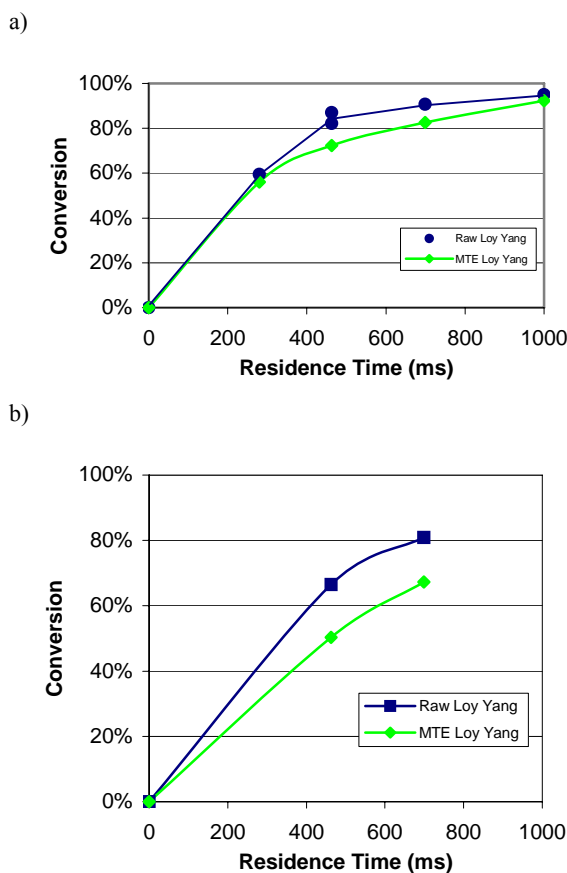 a)
100%
80%
60%
40%
20%
0%
Conversion
Raw Loy Yang
MTE Loy Yang
0 200 400 600 800 1000
Residence Time (ms)
b)
100%
80%
60%
40%
20%
0%
Conversion
Raw Loy Yang
MTE Loy Yang
0 200 400 600 800 1000
Residence Time (ms)